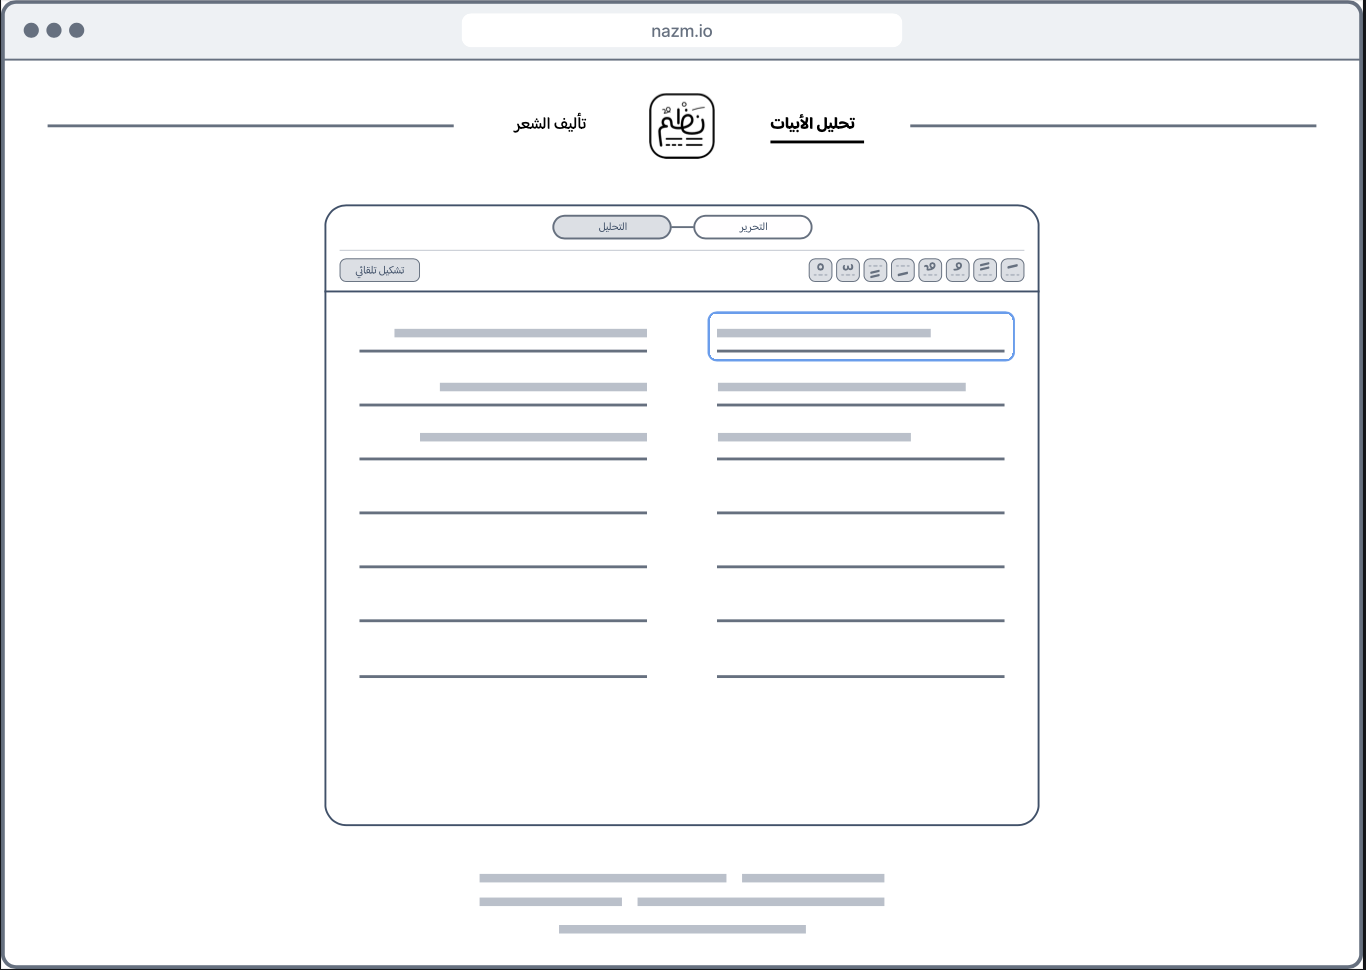 nazm.io
تحليل الأبيات
نظم
تأليف الشعر
التحرير
التحليل
تشكيل تلقائي